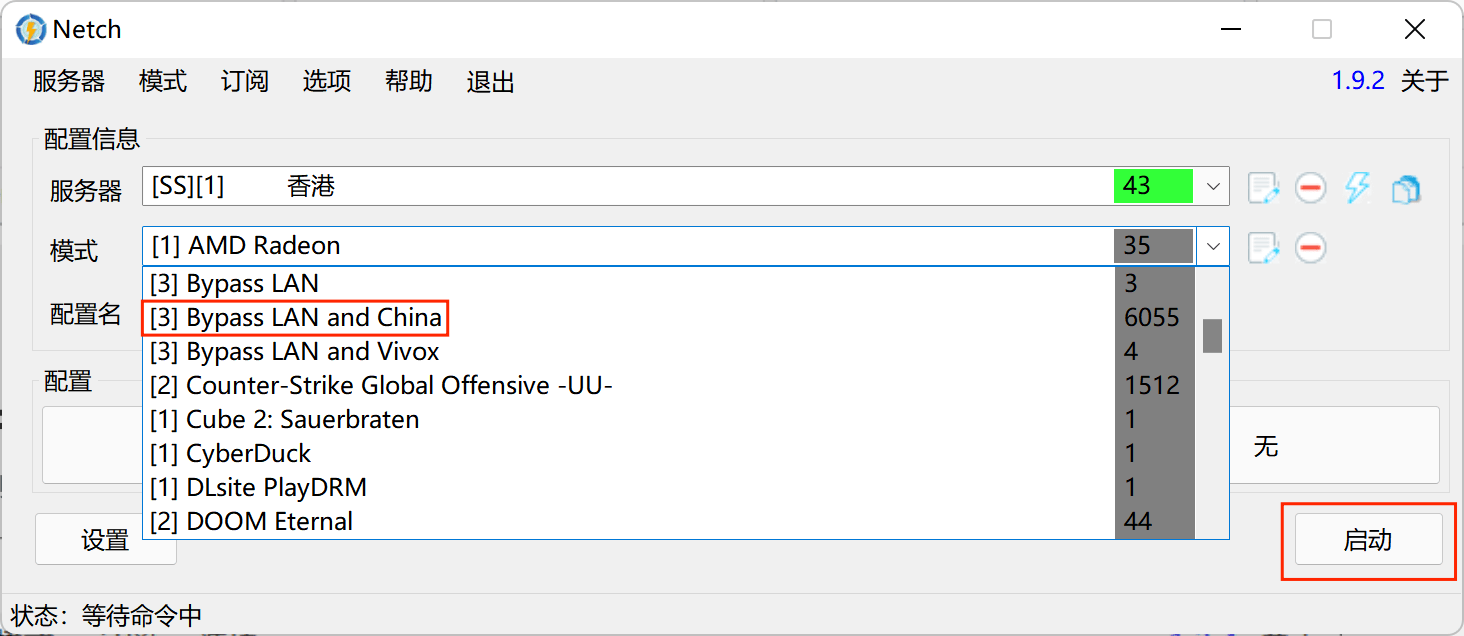 Netch
服务器 模式 订阅 选项 帮助 退出 1.9.2 关于
配置信息
服务器 [SS][1] 香港 43
模式 [1] AMD Radeon 35
[3] Bypass LAN 3
配置名 [3] Bypass LAN and China 6055
[3] Bypass LAN and Vivox 4
配置 [2] Counter-Strike Global Offensive -UU- 1512
[1] Cube 2: Sauerbraten 1
[1] CyberDuck 1
无
[1] DLsite PlayDRM 1
[2] DOOM Eternal 44
设置 启动
状态：等待命令中